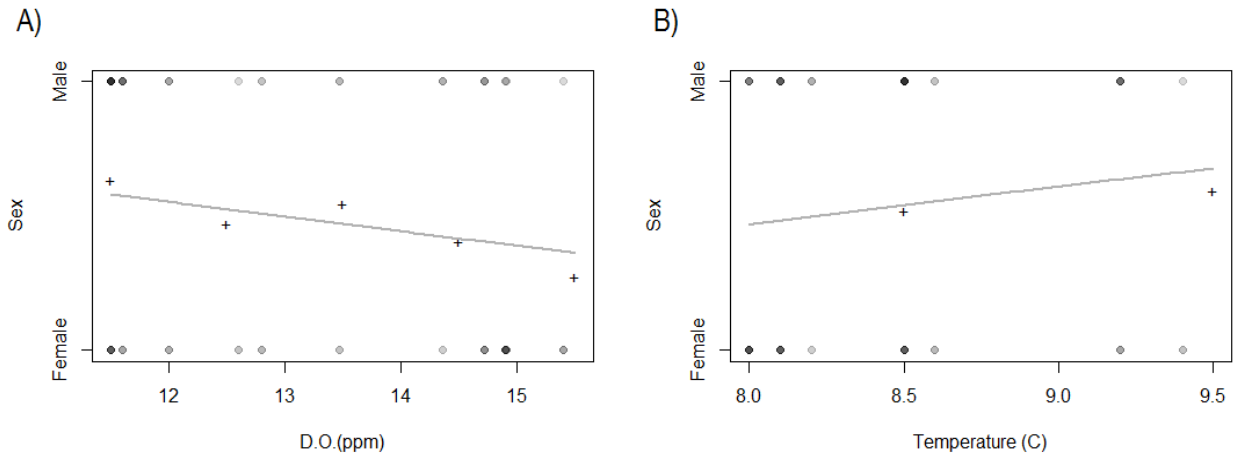 A)
Male
Sex
Female
12 13 14 15
D.O.(ppm)
B)
Male
Sex
Female
8.0 8.5 9.0 9.5
Temperature (C)